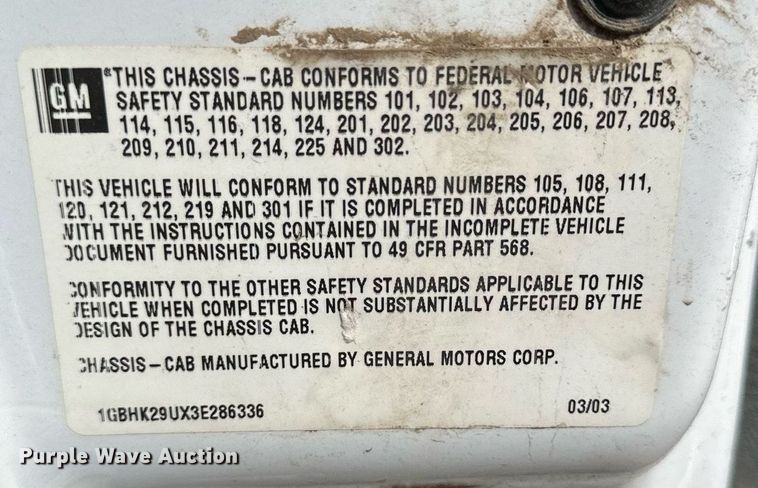 GM
"THIS CHASSIS-CAB CONFORMS TO FEDERAL MOTOR VEHICLE
SAFETY STANDARD NUMBERS 101, 102, 103, 104, 106, 107, 113,
114, 115, 116, 118, 124, 201, 202, 203, 204, 205, 206, 207, 208,
209, 210, 211, 214, 225 AND 302.
THIS VEHICLE WILL CONFORM TO STANDARD NUMBERS 105, 108, 111,
120, 121, 212, 219 AND 301 IF IT IS COMPLETED IN ACCORDANCE
WITH THE INSTRUCTIONS CONTAINED IN THE INCOMPLETE VEHICLE
DOCUMENT FURNISHED PURSUANT TO 49 CFR PART 568.
CONFORMITY TO THE OTHER SAFETY STANDARDS APPLICABLE TO THIS
VEHICLE WHEN COMPLETED IS NOT SUBSTANTIALLY AFFECTED BY THE
DESIGN OF THE CHASSIS CAB.
CHASSIS-CAB MANUFACTURED BY GENERAL MOTORS CORP.
1GBHK29UX3E286336 03/03
Purple Wave Auction